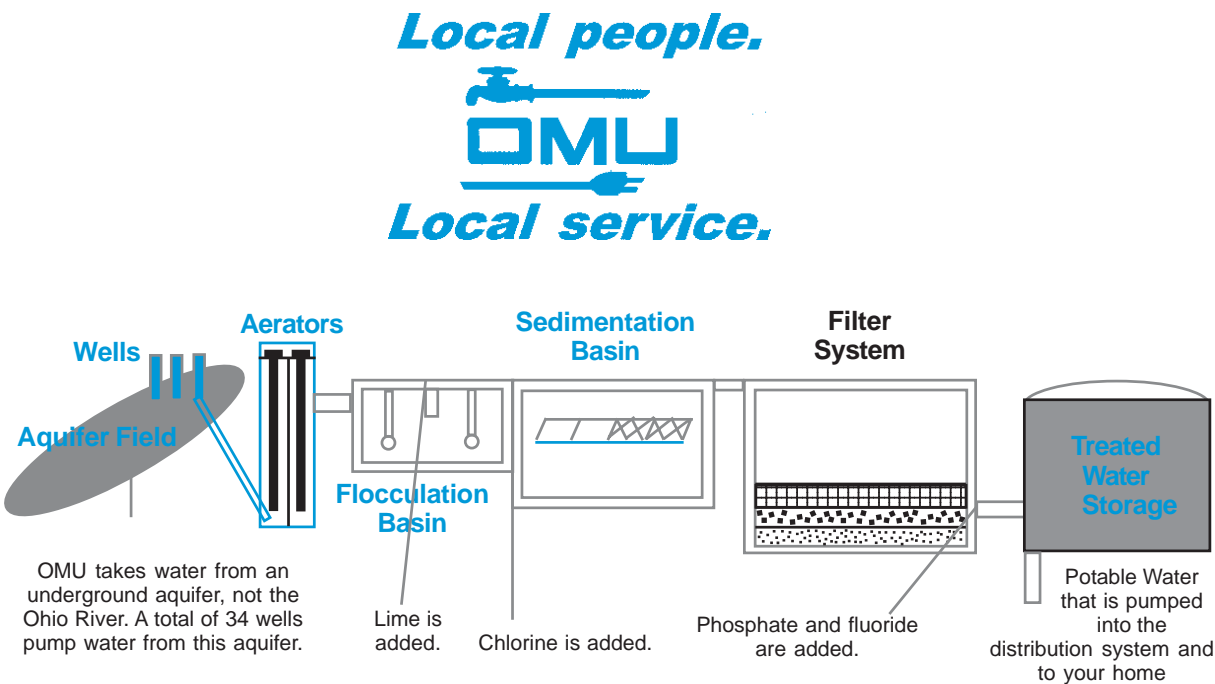 Local people.
OMU
Local service.
Wells
Aquifer Field
Aerators
Flocculation
Basin
Sedimentation
Basin
Filter
System
Treated
Water
Storage
OMU takes water from an
underground aquifer, not the
Ohio River. A total of 34 wells
pump water from this aquifer.
Lime is
added.
Chlorine is added.
Phosphate and fluoride
are added.
Potable Water
that is pumped
into the
distribution system and
to your home